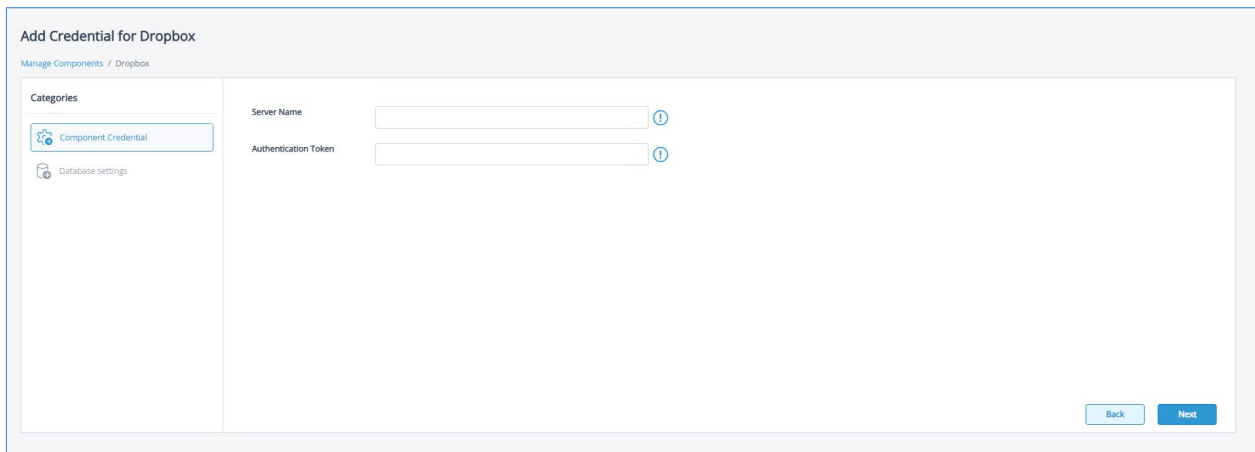 Add Credential for Dropbox
Manage Components / Dropbox
Categories
Component Credential
Database settings
Server Name
Authentication Token
Back
Next